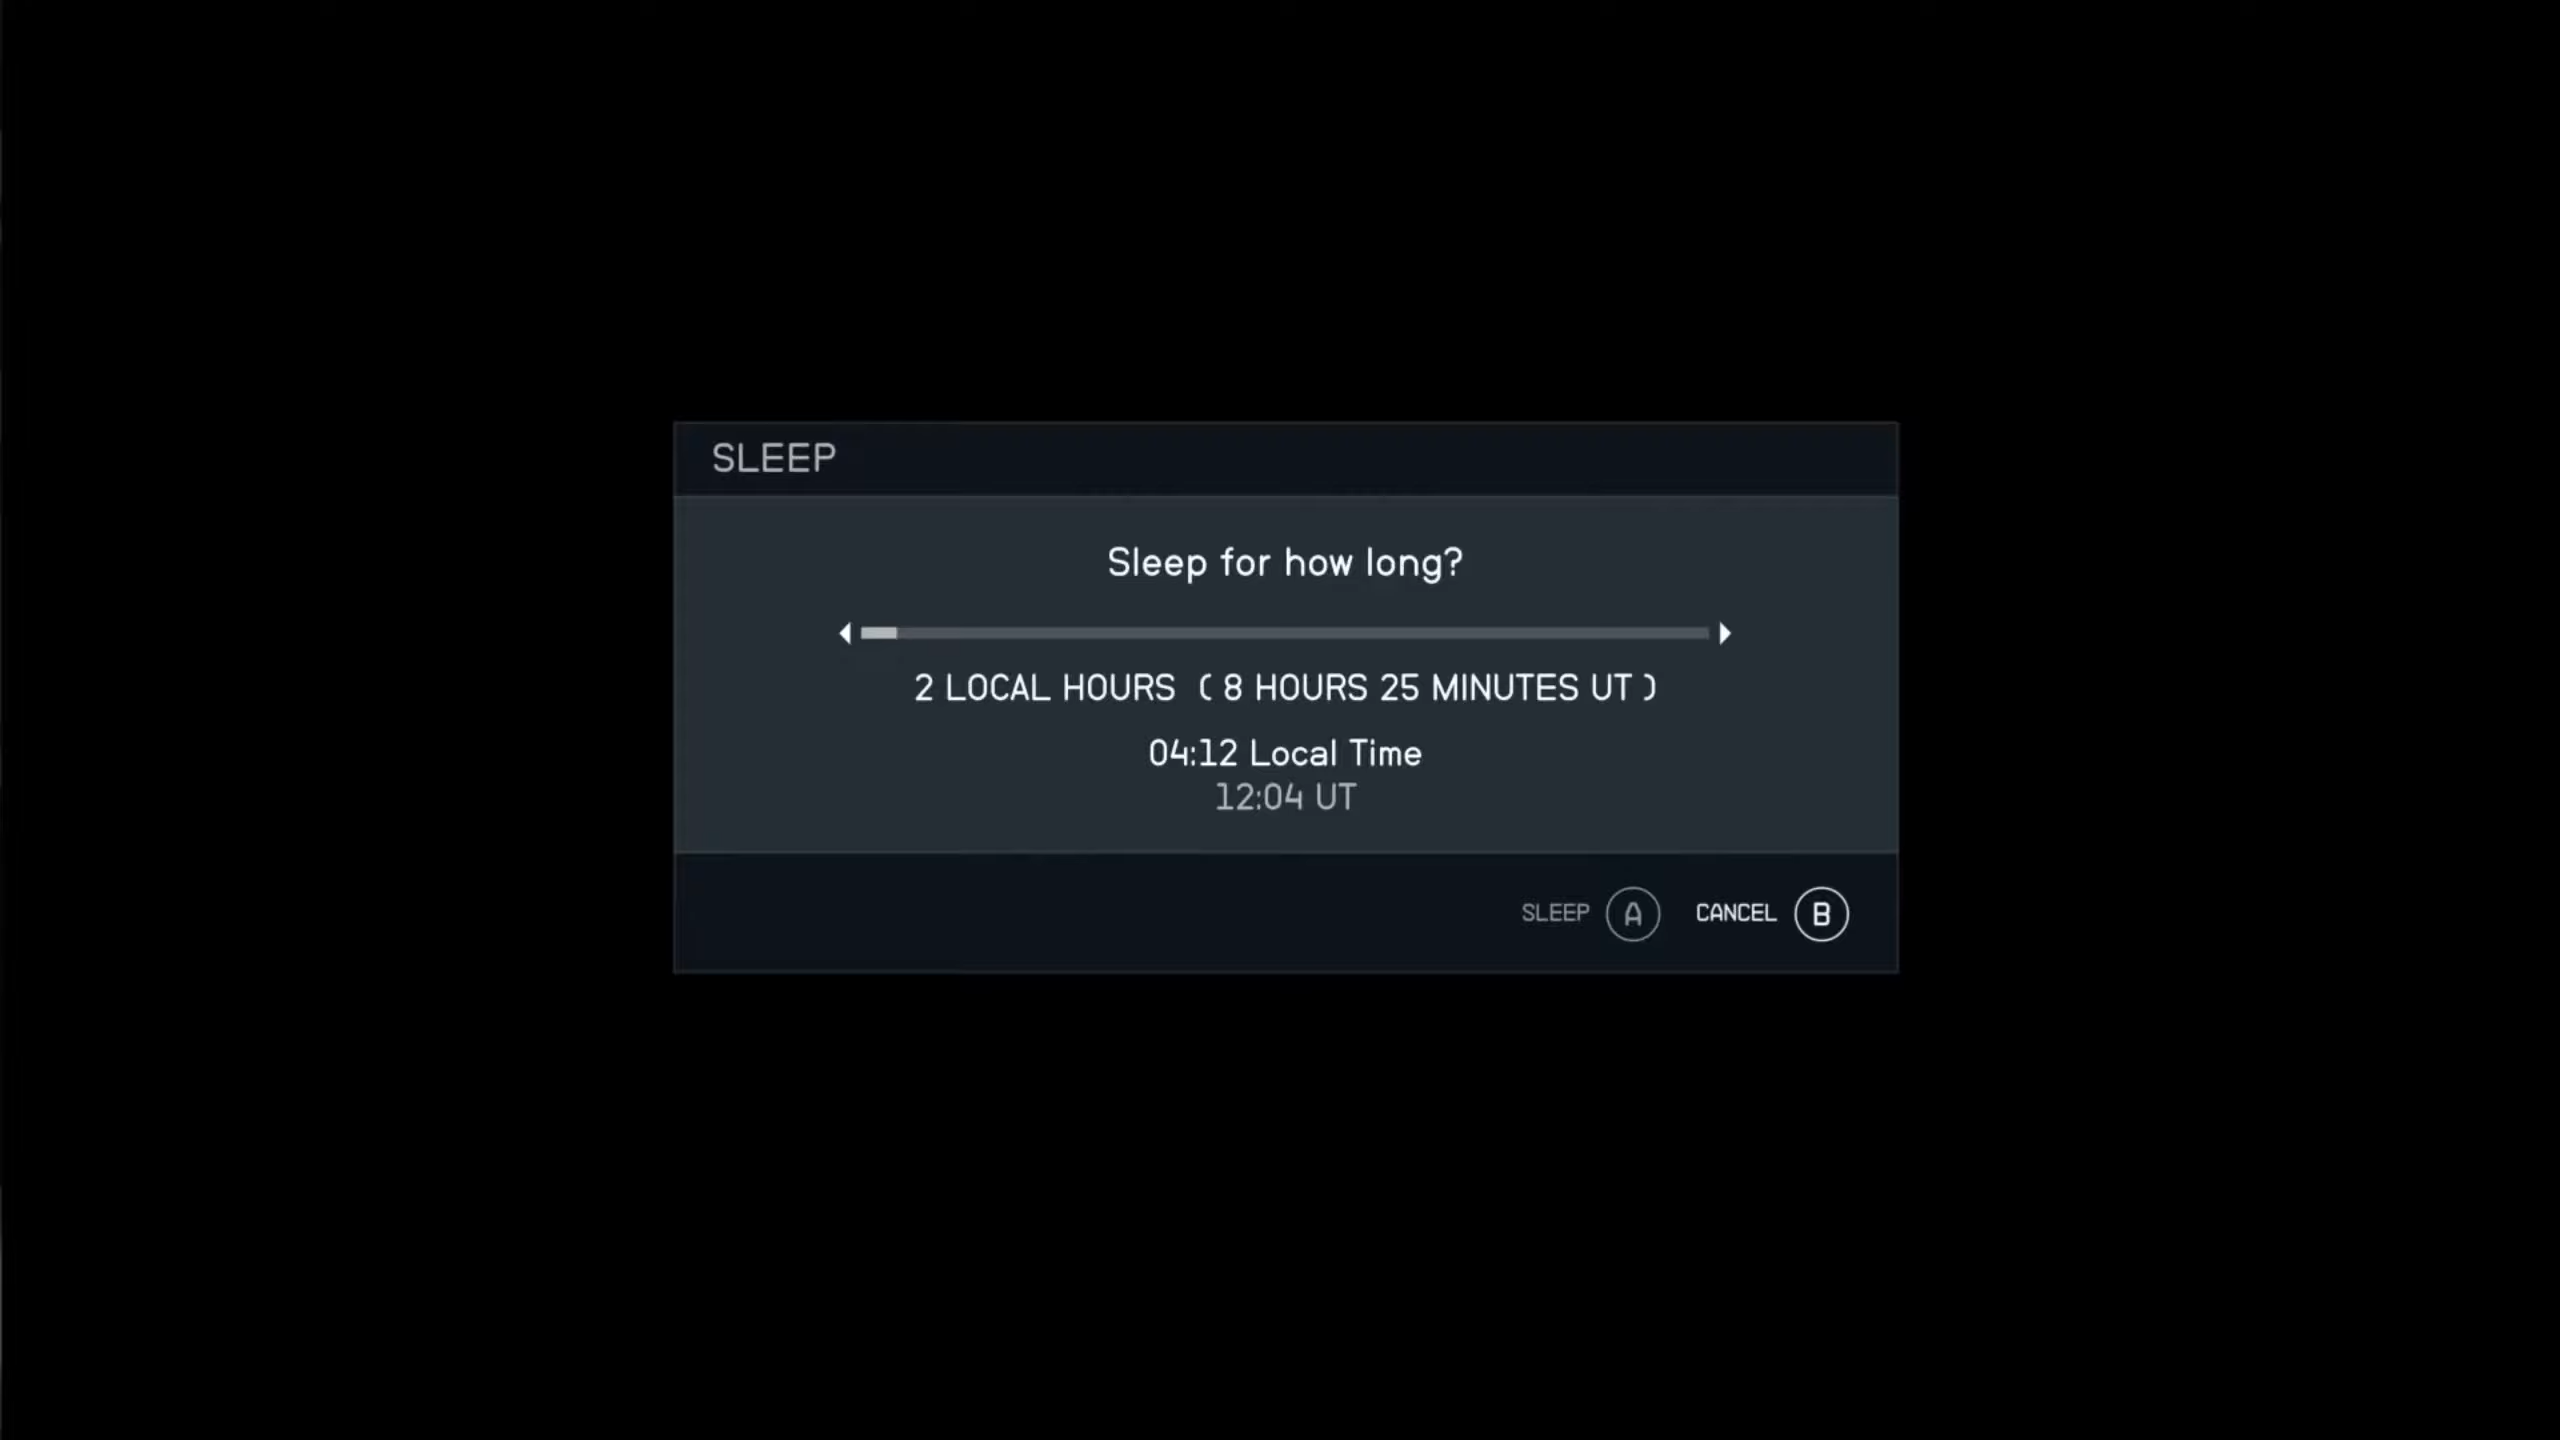 SLEEP
Sleep for how long?
2 LOCAL HOURS ( 8 HOURS 25 MINUTES UT )
04:12 Local Time
12:04 UT
SLEEP A CANCEL B